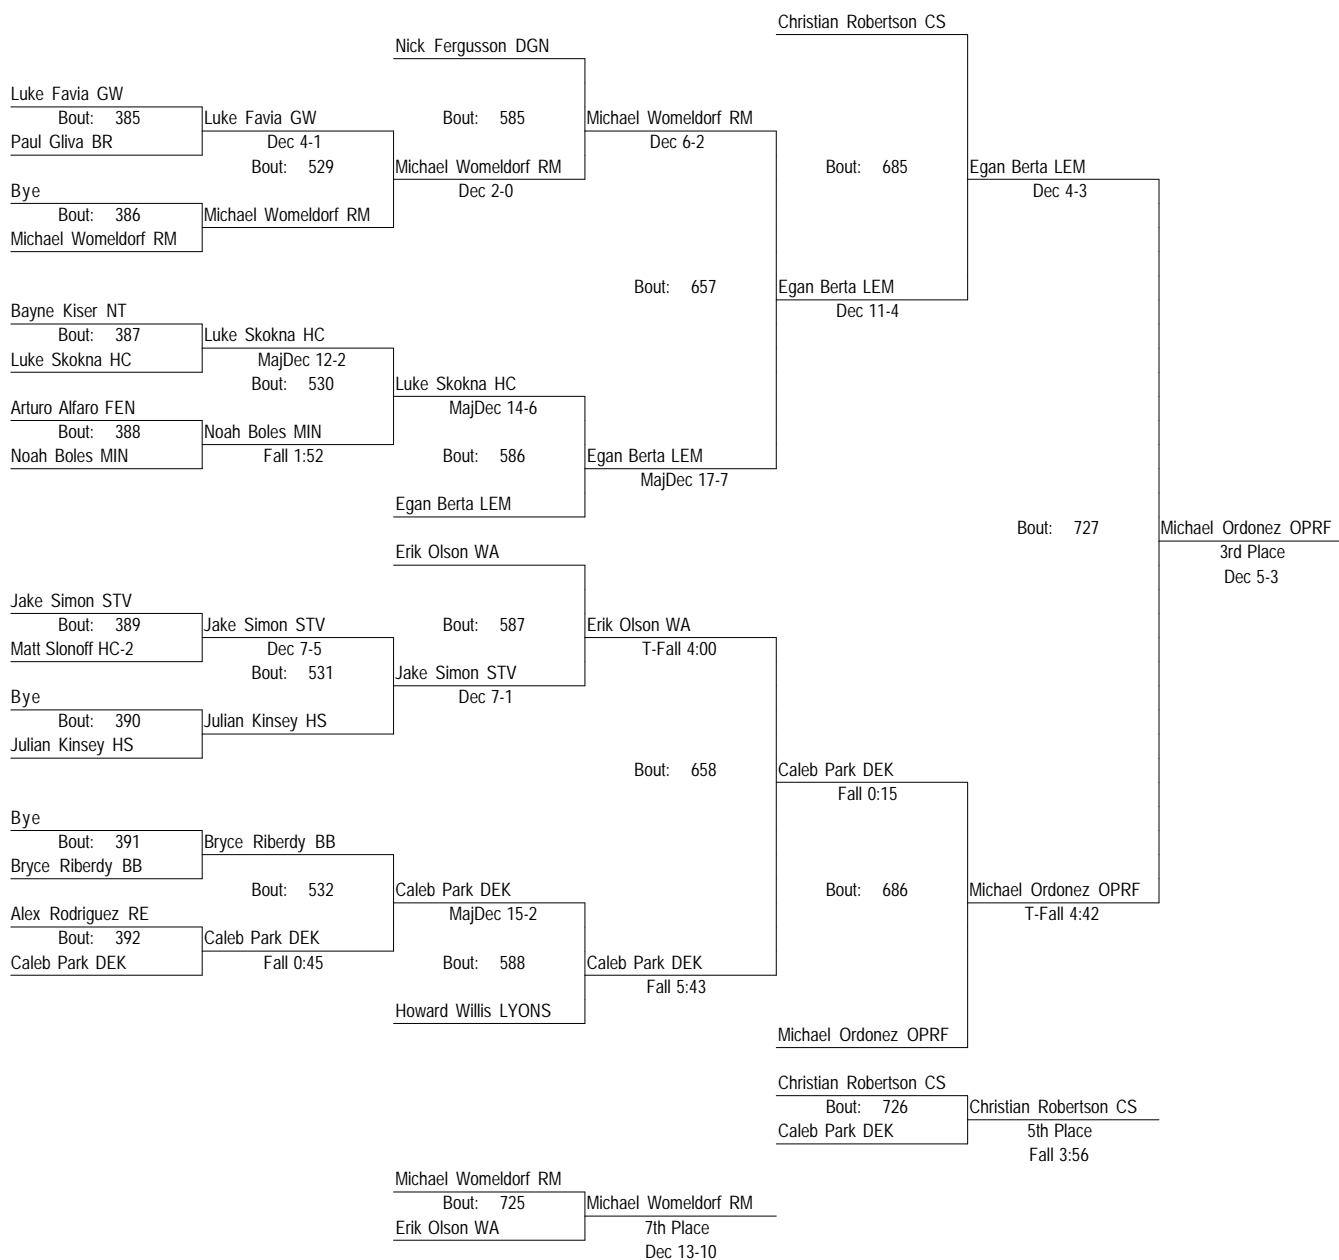 Christian Robertson CS
Nick Fergusson DGN
Luke Favia GW
Bout: 385
Luke Favia GW
Bout: 585
Michael Womeldorf RM
Paul Gliva BR
Dec 4-1
Dec 6-2
Bout: 529
Michael Womeldorf RM
Bout: 685
Egan Berta LEM
Bye
Dec 2-0
Dec 4-3
Bout: 386
Michael Womeldorf RM
Michael Womeldorf RM
Bout: 657
Egan Berta LEM
Bayne Kiser NT
Dec 11-4
Bout: 387
Luke Skokna HC
Luke Skokna HC
MajDec 12-2
Bout: 530
Luke Skokna HC
Arturo Alfaro FEN
MajDec 14-6
Bout: 388
Noah Boles MIN
Noah Boles MIN
Fall 1:52
Bout: 586
Egan Berta LEM
MajDec 17-7
Egan Berta LEM
Bout: 727
Michael Ordonez OPRF
Erik Olson WA
3rd Place
Dec 5-3
Jake Simon STV
Bout: 389
Jake Simon STV
Bout: 587
Erik Olson WA
Matt Slonoff HC-2
Dec 7-5
T-Fall 4:00
Bout: 531
Jake Simon STV
Bye
Dec 7-1
Bout: 390
Julian Kinsey HS
Julian Kinsey HS
Bout: 658
Caleb Park DEK
Fall 0:15
Bye
Bout: 391
Bryce Riberdy BB
Bryce Riberdy BB
Bout: 532
Caleb Park DEK
Bout: 686
Michael Ordonez OPRF
Alex Rodriguez RE
MajDec 15-2
T-Fall 4:42
Bout: 392
Caleb Park DEK
Caleb Park DEK
Fall 0:45
Bout: 588
Caleb Park DEK
Fall 5:43
Howard Willis LYONS
Michael Ordonez OPRF
Christian Robertson CS
Bout: 726
Christian Robertson CS
Caleb Park DEK
5th Place
Fall 3:56
Michael Womeldorf RM
Bout: 725
Michael Womeldorf RM
Erik Olson WA
7th Place
Dec 13-10